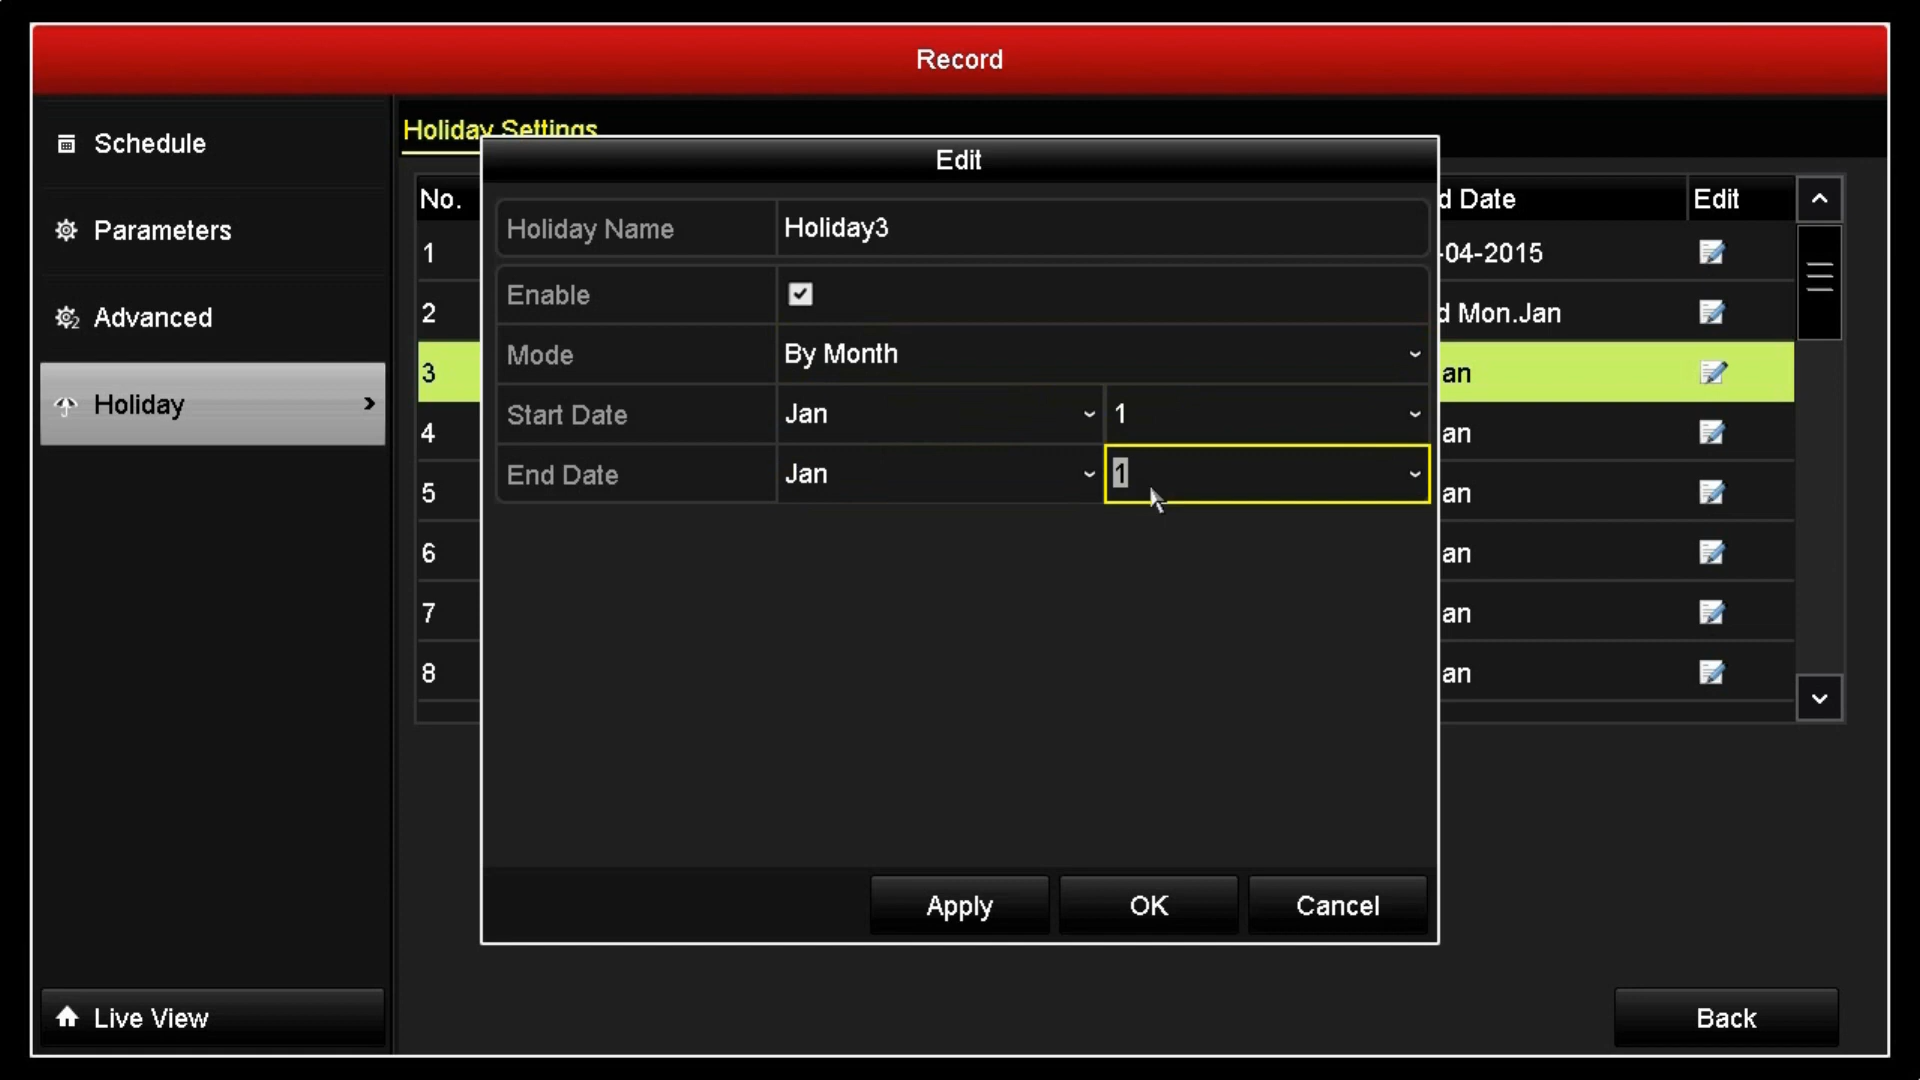 Record
Schedule
Parameters
Advanced
Holiday
Live View
Holiday Settings
No. d Date Edit
1 -04-2015
2 d Mon.Jan
3 an
4 an
5 an
6 an
7 an
8 an
Edit
Holiday Name Holiday3
Enable
Mode By Month
Start Date Jan 1
End Date Jan 1
Apply OK Cancel
Back